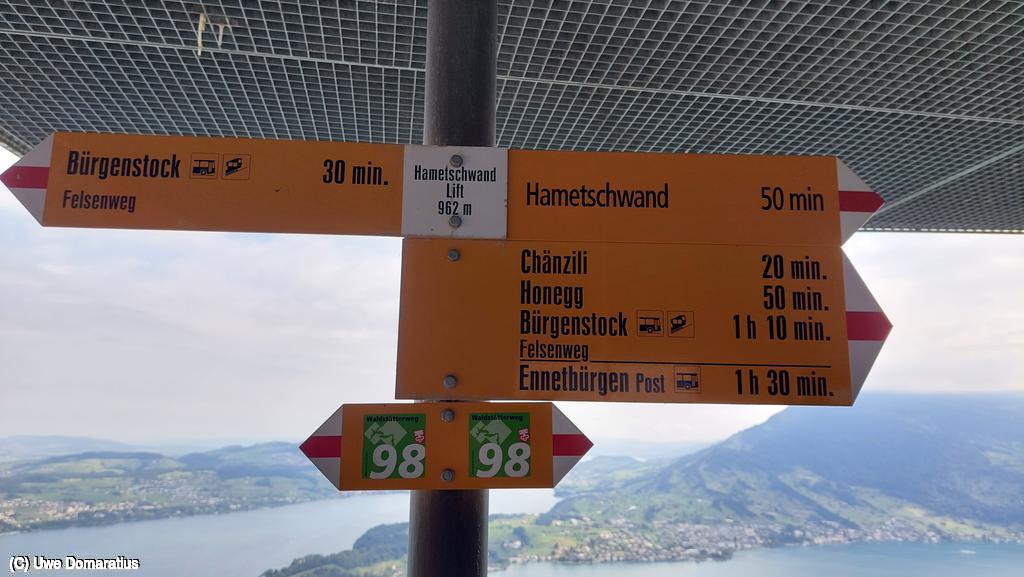 Bürgenstock 30 min.
Felsenweg
Hametschwand
Lift
962 m
Hametschwand 50 min
Chänzili 20 min.
Honegg 50 min.
Bürgenstock 1 h 10 min.
Felsenweg
Ennetbürgen Post 1 h 30 min.
Waldstätterweg
98
Waldstätterweg
98
(C) Uwe Domaratius